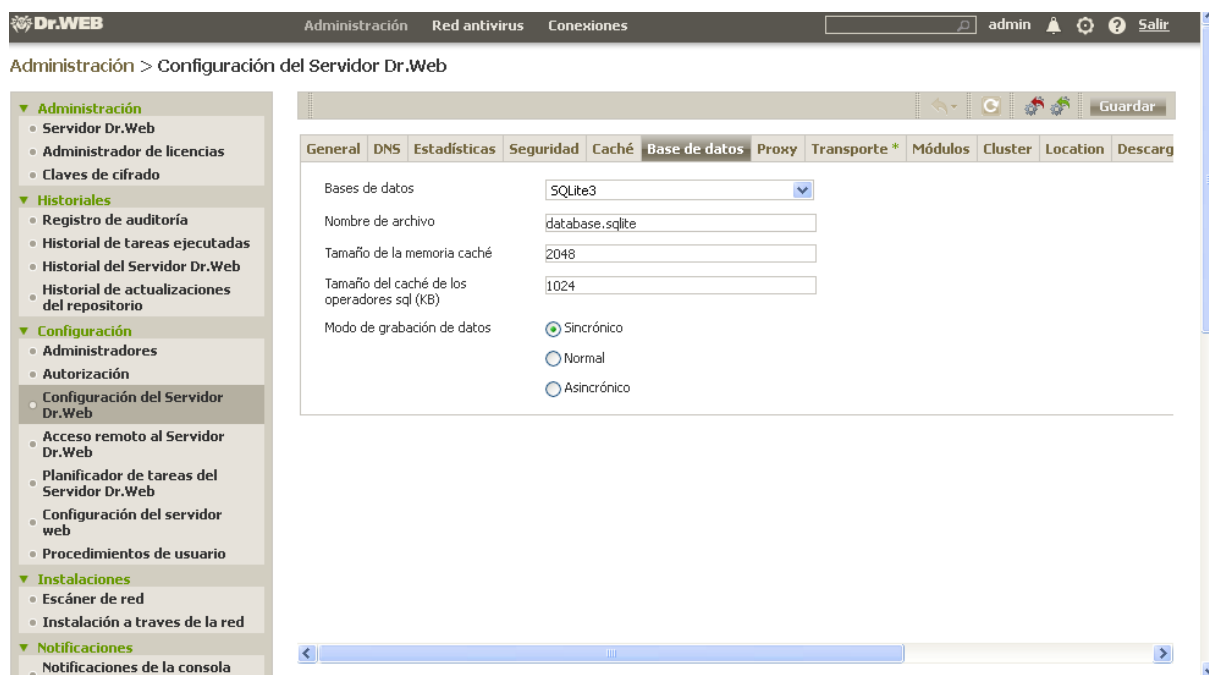 Dr.WEB
Administración Red antivirus Conexiones admin Salir
Administración > Configuración del Servidor Dr.Web
Administración
Servidor Dr.Web
Administrador de licencias
Claves de cifrado
Historiales
Registro de auditoría
Historial de tareas ejecutadas
Historial del Servidor Dr.Web
Historial de actualizaciones
del repositorio
Configuración
Administradores
Autorización
Configuración del Servidor
Dr.Web
Acceso remoto al Servidor
Dr.Web
Planificador de tareas del
Servidor Dr.Web
Configuración del servidor
web
Procedimientos de usuario
Instalaciones
Escáner de red
Instalación a traves de la red
Notificaciones
Notificaciones de la consola
Guardar
General DNS Estadísticas Seguridad Caché Base de datos Proxy Transporte * Módulos Cluster Location Descarg
Bases de datos SQLite3
Nombre de archivo database.sqlite
Tamaño de la memoria caché 2048
Tamaño del caché de los
operadores sql (KB) 1024
Modo de grabación de datos Sincrónico
Normal
Asincrónico